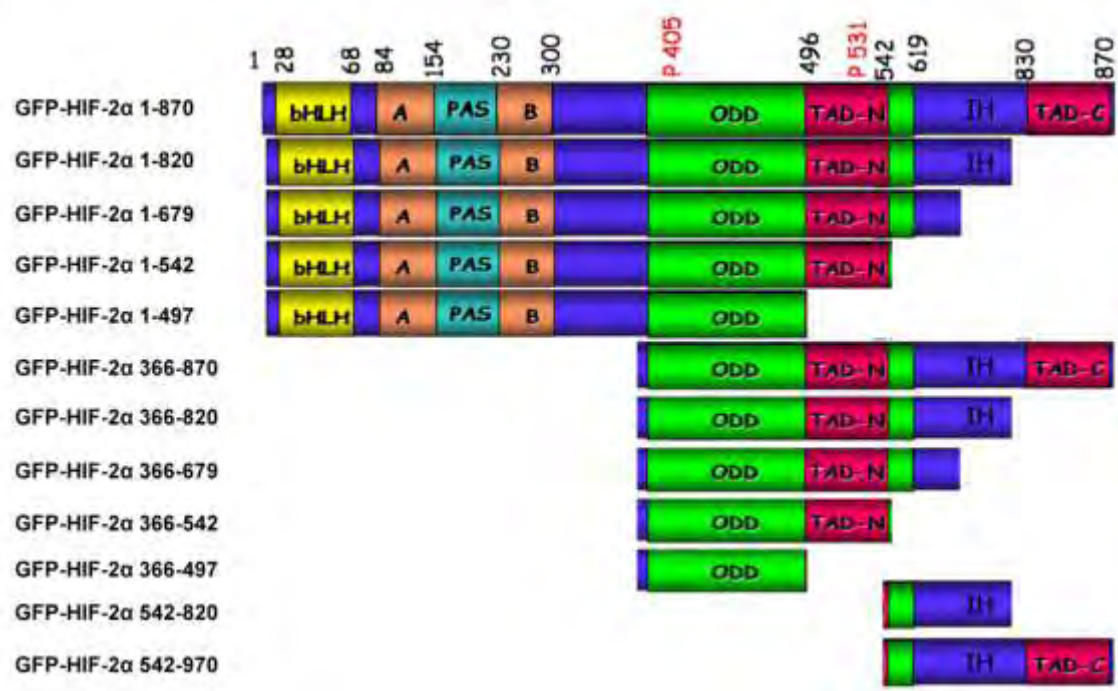 1 28 68 84 154 230 300 P 405 496 P 531 542 619 830 870
GFP-HIF-2α 1-870 bHLH A PAS B ODD TAD-N IH TAD-C
GFP-HIF-2α 1-820 bHLH A PAS B ODD TAD-N IH
GFP-HIF-2α 1-679 bHLH A PAS B ODD TAD-N
GFP-HIF-2α 1-542 bHLH A PAS B ODD TAD-N
GFP-HIF-2α 1-497 bHLH A PAS B ODD
GFP-HIF-2α 366-870 ODD TAD-N IH TAD-C
GFP-HIF-2α 366-820 ODD TAD-N IH
GFP-HIF-2α 366-679 ODD TAD-N
GFP-HIF-2α 366-542 ODD TAD-N
GFP-HIF-2α 366-497 ODD
GFP-HIF-2α 542-820 IH
GFP-HIF-2α 542-970 IH TAD-C